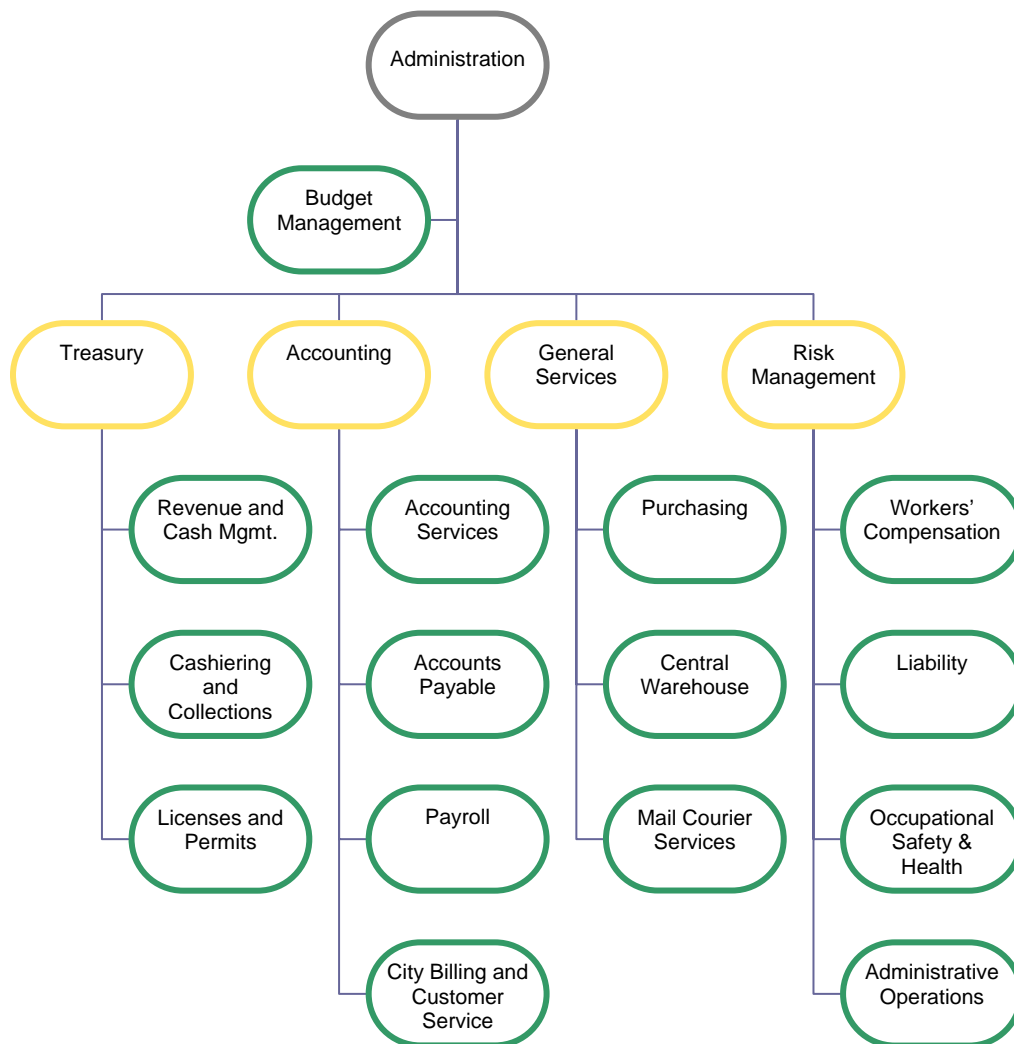 Administration
Budget
Management
Treasury
Accounting
General
Services
Risk
Management
Revenue and
Cash Mgmt.
Accounting
Services
Purchasing
Workers’
Compensation
Cashiering
and
Collections
Accounts
Payable
Central
Warehouse
Liability
Licenses and
Permits
Payroll
Mail Courier
Services
Occupational
Safety &
Health
City Billing and
Customer
Service
Administrative
Operations